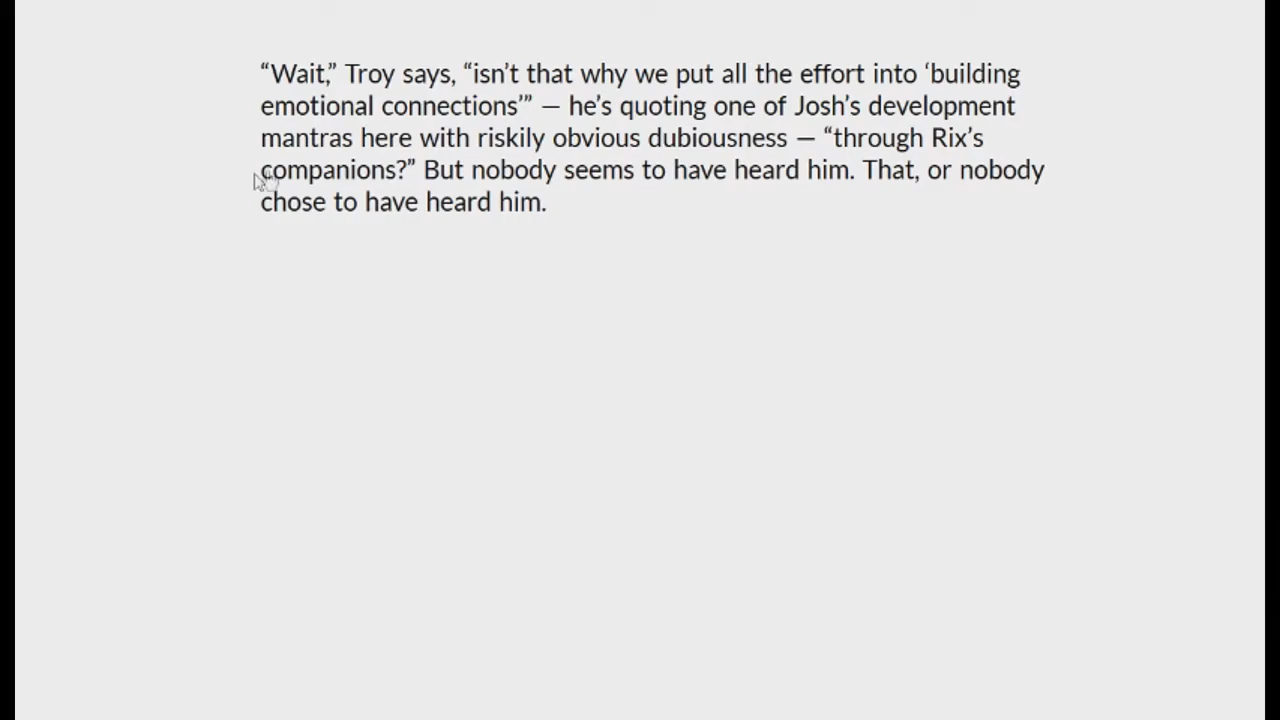 “Wait,” Troy says, “isn’t that why we put all the effort into ‘building
emotional connections’” — he’s quoting one of Josh’s development
mantras here with riskily obvious dubiousness — “through Rix’s
companions?” But nobody seems to have heard him. That, or nobody
chose to have heard him.